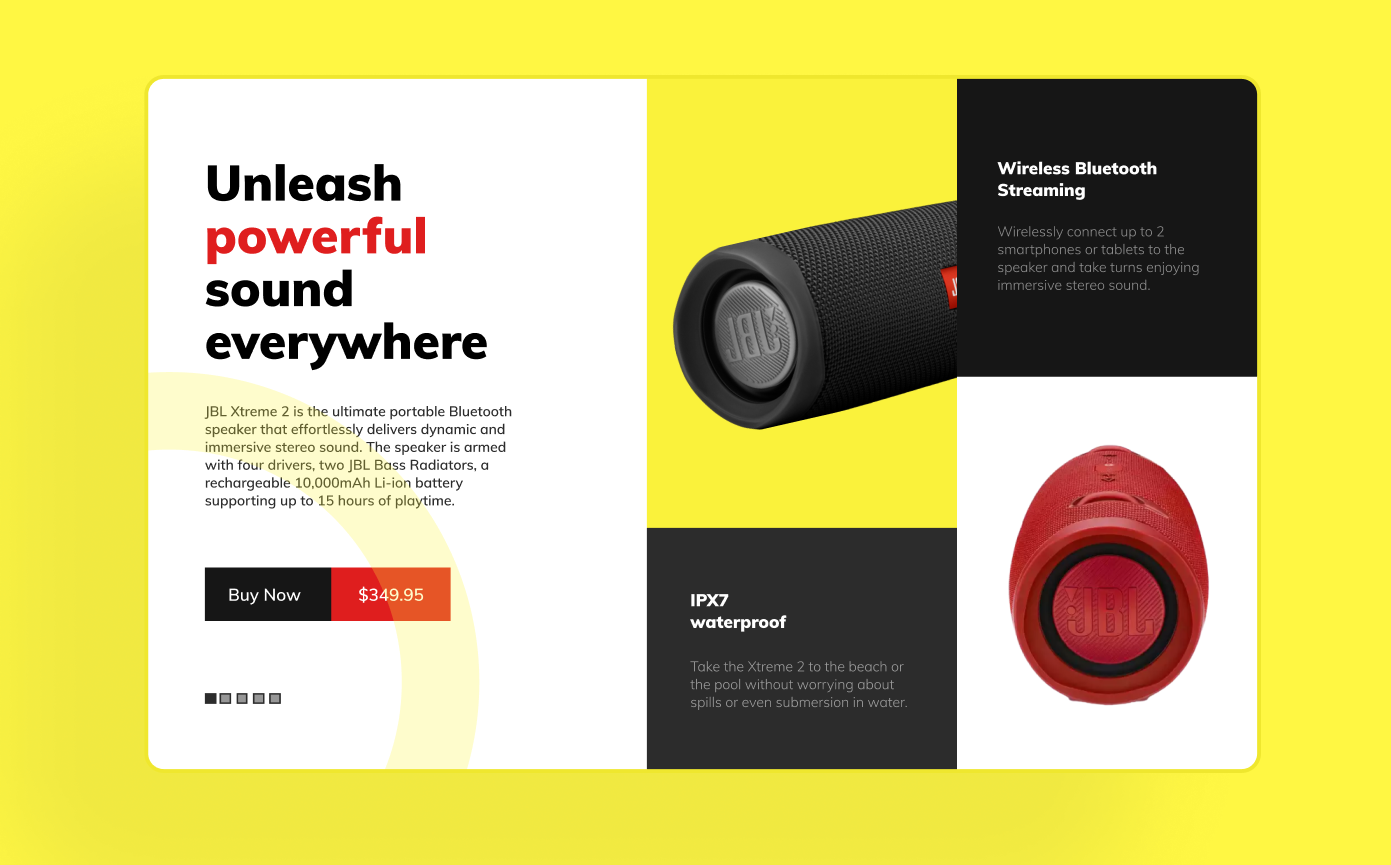 Unleash
powerful
sound
everywhere
JBL Xtreme 2 is the ultimate portable Bluetooth
speaker that effortlessly delivers dynamic and
immersive stereo sound. The speaker is armed
with four drivers, two JBL Bass Radiators, a
rechargeable 10,000mAh Li-ion battery
supporting up to 15 hours of playtime.
Buy Now
$349.95
JBL
IPX7
waterproof
Take the Xtreme 2 to the beach or
the pool without worrying about
spills or even submersion in water.
Wireless Bluetooth
Streaming
Wirelessly connect up to 2
smartphones or tablets to the
speaker and take turns enjoying
immersive stereo sound.
JBL